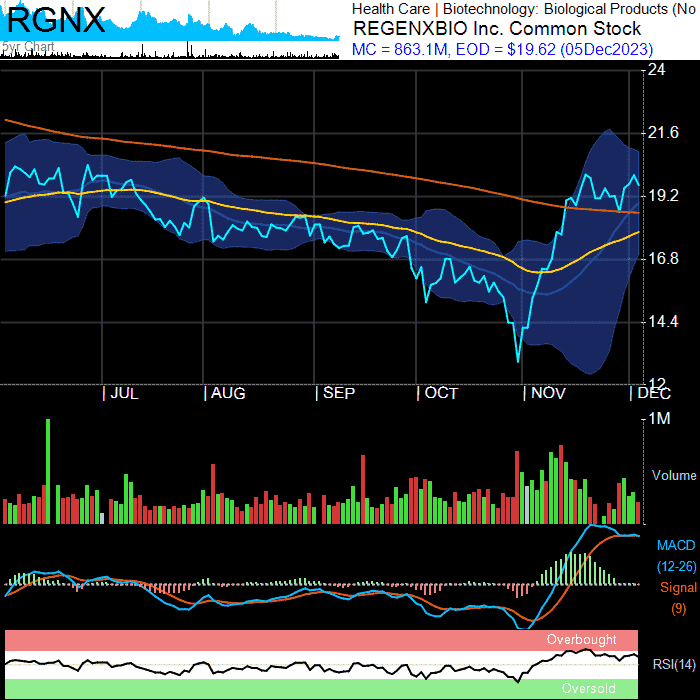 RGNX
5yr Chart
Health Care | Biotechnology: Biological Products (No
REGENXBIO Inc. Common Stock
MC = 863.1M, EOD = $19.62 (05Dec2023)
24
21.6
19.2
16.8
14.4
12
JUL AUG SEP OCT NOV DEC
1M
Volume
MACD
(12-26)
Signal
(9)
Overbought
RSI(14)
Oversold